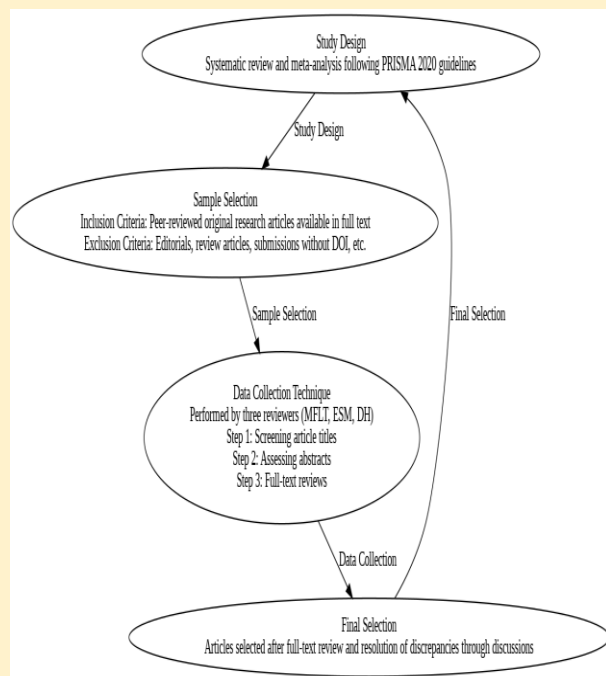 Study Design
Systematic review and meta-analysis following PRISMA 2020 guidelines
Study Design
Sample Selection
Inclusion Criteria: Peer-reviewed original research articles available in full text
Exclusion Criteria: Editorials, review articles, submissions without DOI, etc.
Sample Selection
Final Selection
Data Collection Technique
Performed by three reviewers (MFLT, ESM, DH)
Step 1: Screening article titles
Step 2: Assessing abstracts
Step 3: Full-text reviews
Data Collection
Final Selection
Articles selected after full-text review and resolution of discrepancies through discussions